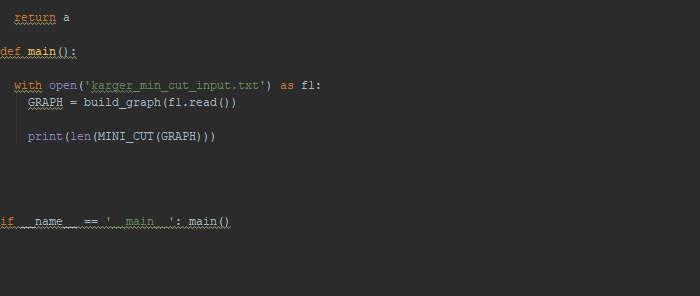 return a
def main():
with open('karger_min_cut_input.txt') as f1:
GRAPH = build_graph(f1.read())
print(len(MINI_CUT(GRAPH)))
if __name__ == '__main__': main()